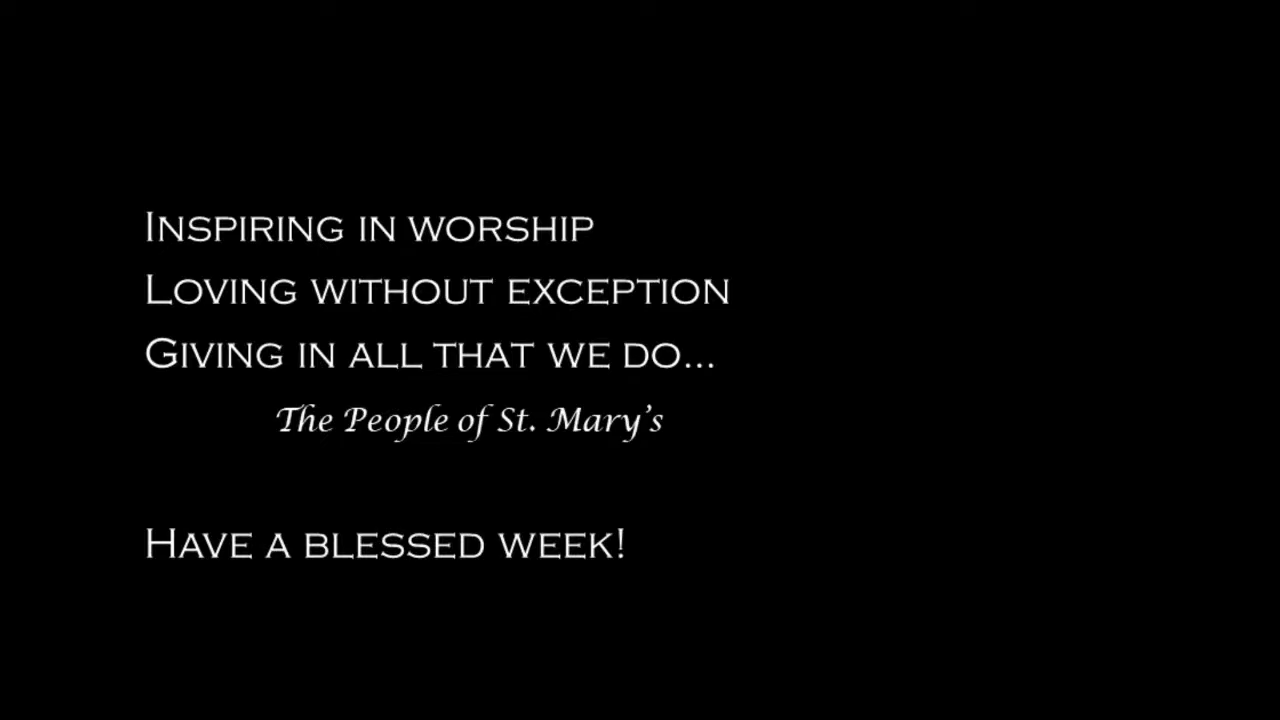 Inspiring in worship
Loving without exception
Giving in all that we do...
The People of St. Mary's
Have a blessed week!